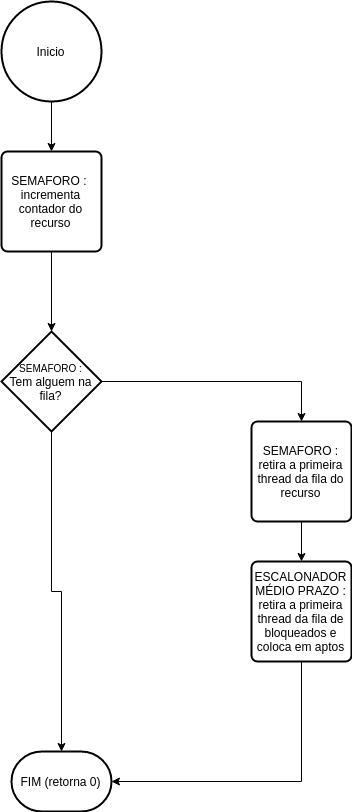 Inicio
SEMAFORO :
incrementa
contador do
recurso
SEMAFORO :
Tem alguem na
fila?
SEMAFORO :
retira a primeira
thread da fila do
recurso
ESCALONADOR
MÉDIO PRAZO :
retira a primeira
thread da fila de
bloqueados e
coloca em aptos
FIM (retorna 0)